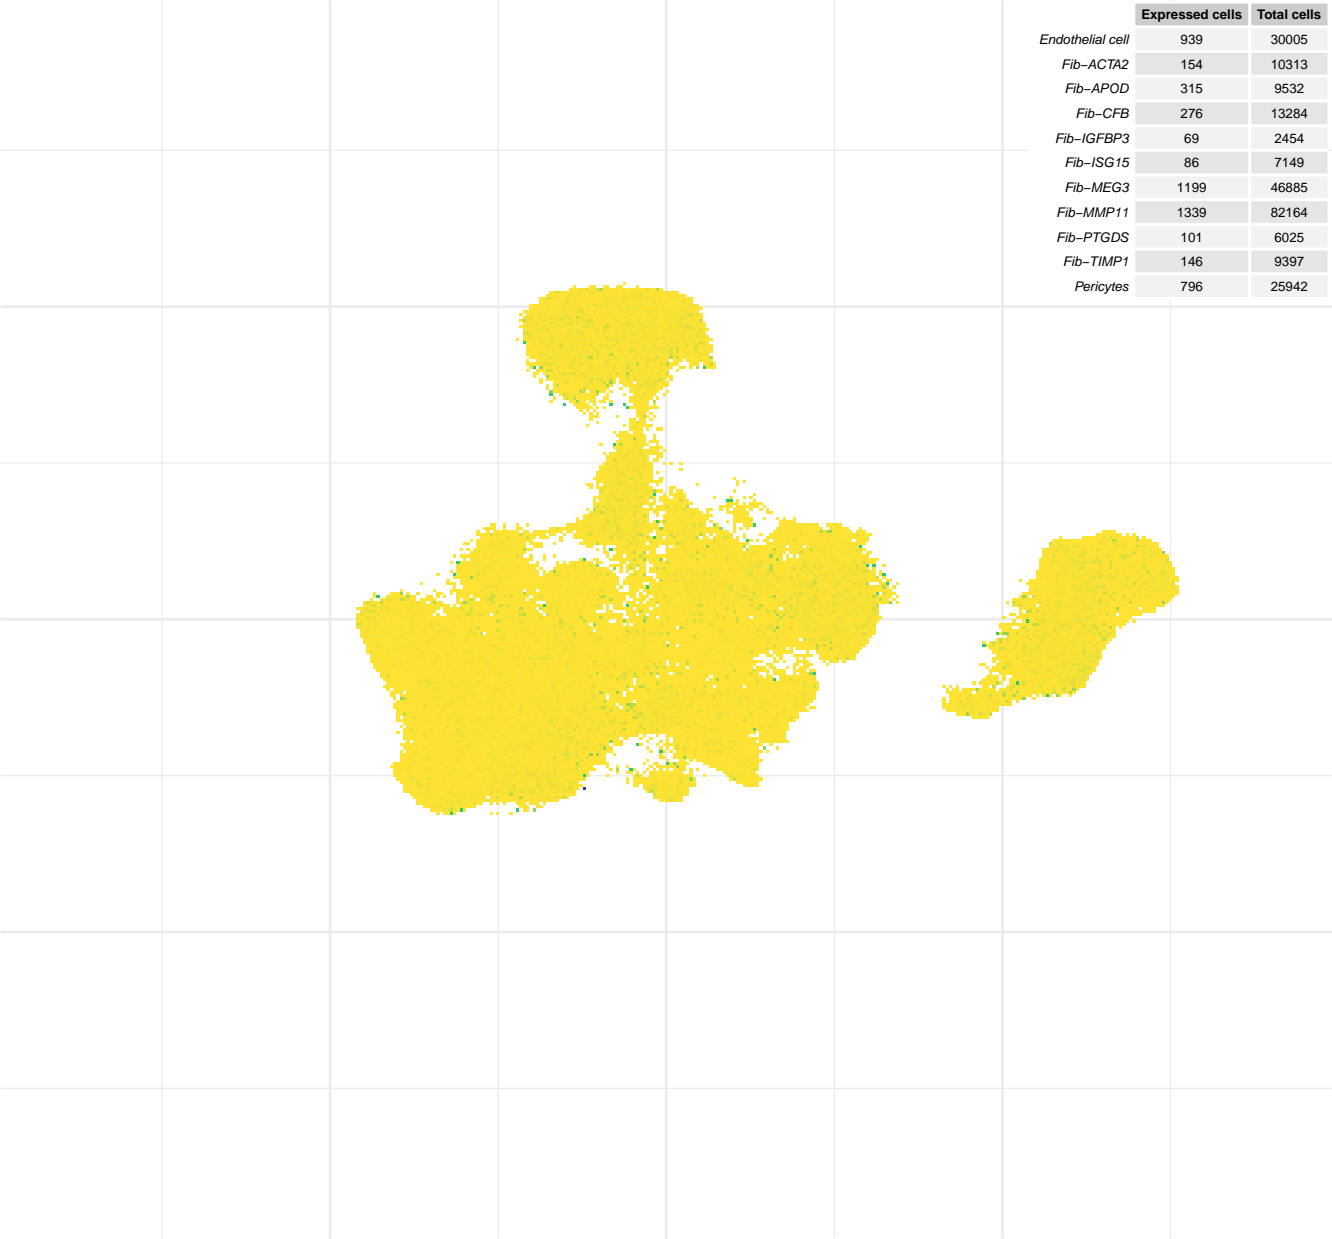 Expressed cells Total cells
Endothelial cell 939 30005
Fib−ACTA2 154 10313
Fib−APOD 315 9532
Fib−CFB 276 13284
Fib−IGFBP3 69 2454
Fib−ISG15 86 7149
Fib−MEG3 1199 46885
Fib−MMP11 1339 82164
Fib−PTGDS 101 6025
Fib−TIMP1 146 9397
Pericytes 796 25942